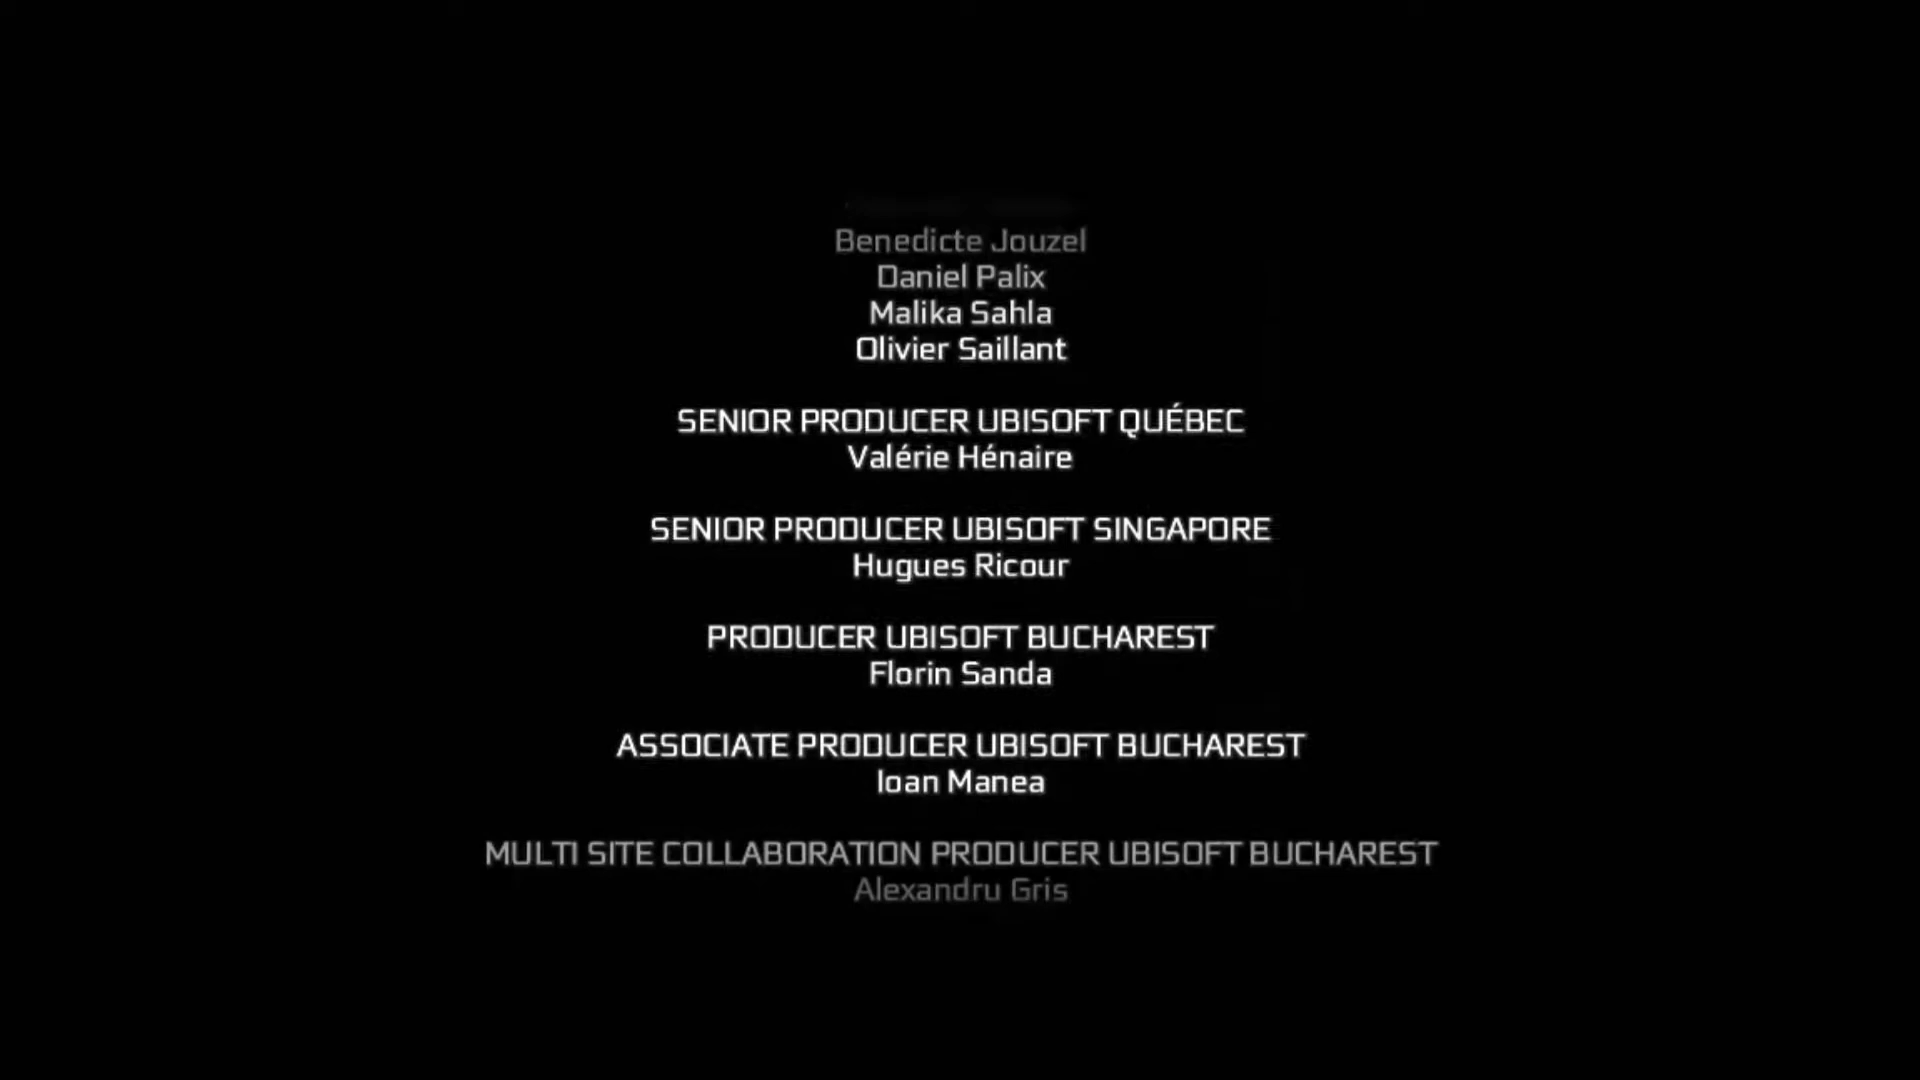 Benedicte Jouzel
Daniel Palix
Malika Sahla
Olivier Saillant
SENIOR PRODUCER UBISOFT QUÉBEC
Valérie Hénaire
SENIOR PRODUCER UBISOFT SINGAPORE
Hugues Ricour
PRODUCER UBISOFT BUCHAREST
Florin Sanda
ASSOCIATE PRODUCER UBISOFT BUCHAREST
Ioan Manea
MULTI SITE COLLABORATION PRODUCER UBISOFT BUCHAREST
Alexandru Gris